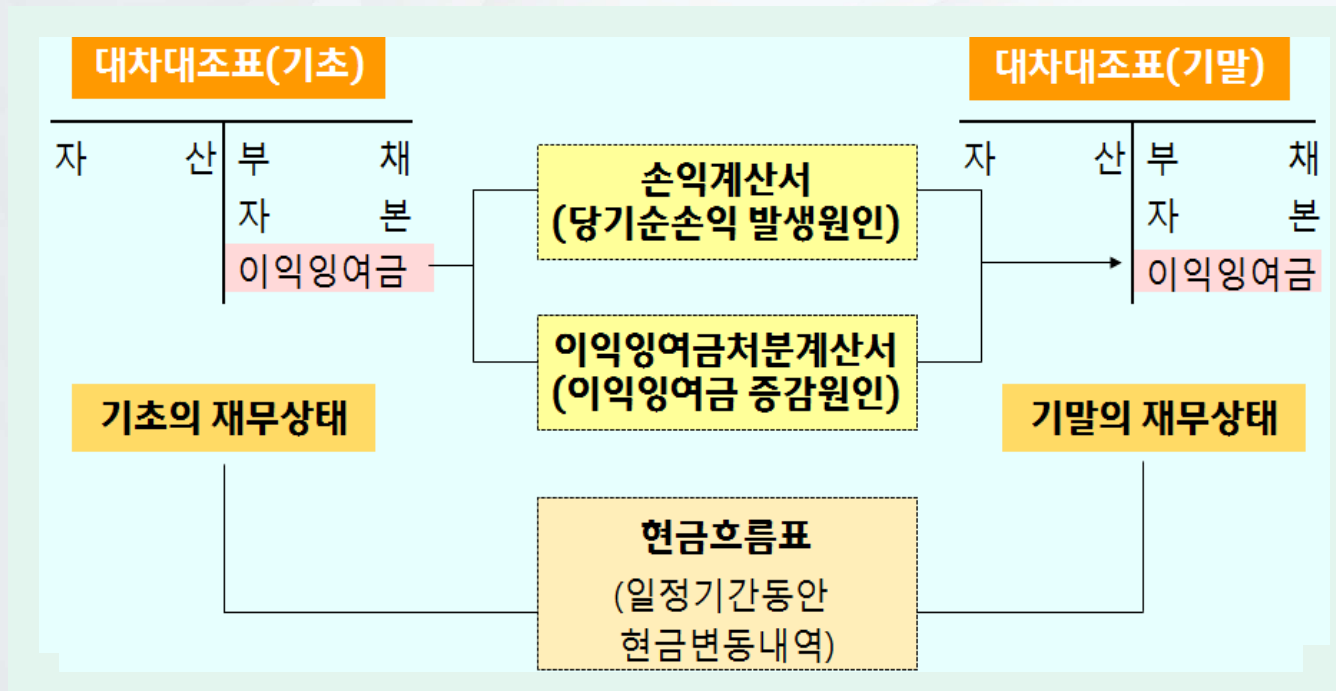 대차대조표(기초)
대차대조표(기말)
자 산
부 채
자 본
이익잉여금
손익계산서
(당기순손익 발생원인)
자 산
부 채
자 본
이익잉여금
이익잉여금처분계산서
(이익잉여금 증감원인)
기초의 재무상태
기말의 재무상태
현금흐름표
(일정기간동안
현금변동내역)